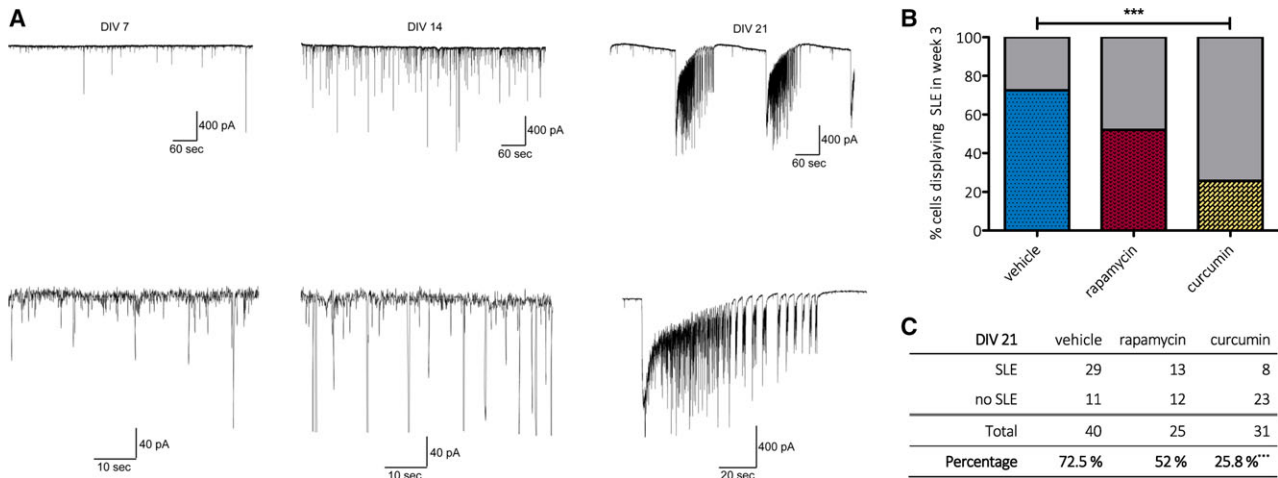 A
DIV 7
DIV 14
DIV 21
400 pA
60 sec
400 pA
60 sec
400 pA
60 sec
40 pA
10 sec
40 pA
10 sec
400 pA
20 sec
B
***
% cells displaying SLE in week 3
100
80
60
40
20
0
vehicle
rapamycin
curcumin
C
DIV 21 vehicle rapamycin curcumin
SLE 29 13 8
no SLE 11 12 23
Total 40 25 31
Percentage 72.5 % 52 % 25.8 %***